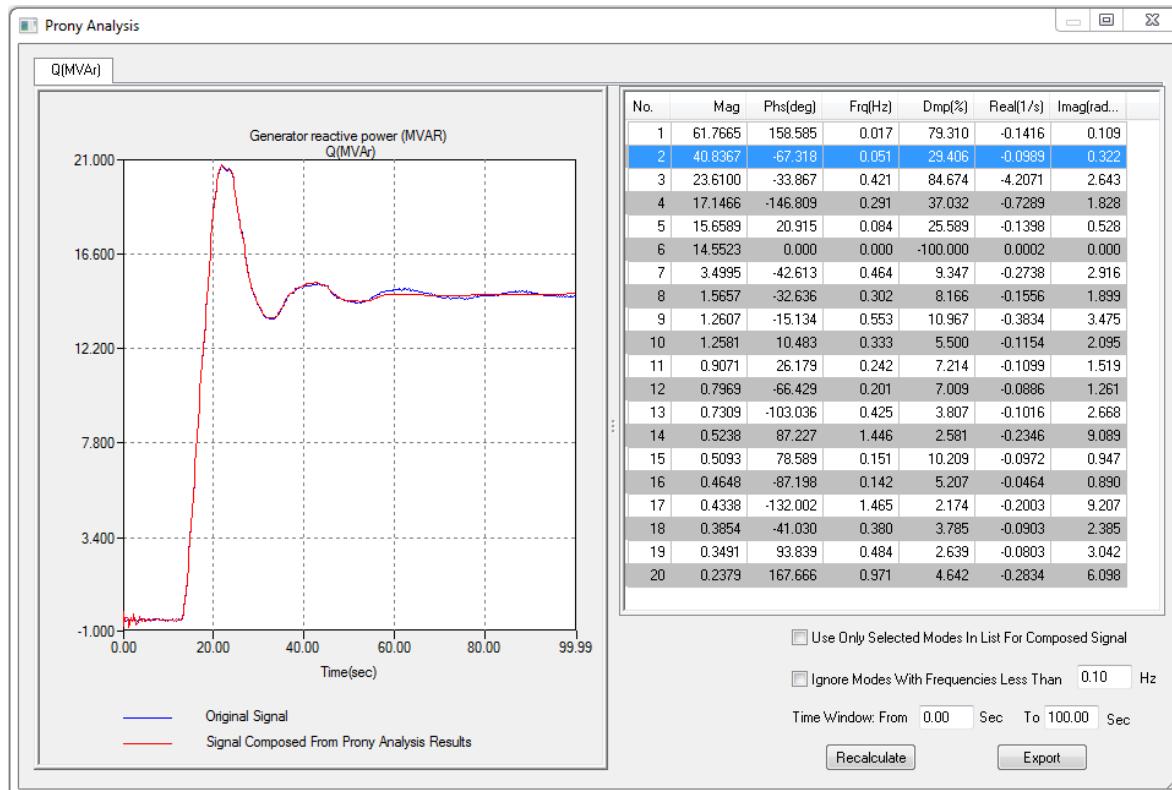 Prony Analysis
Q(MVAr)
Generator reactive power (MVAR)
Q(MVAr)
21.000
16.600
12.200
7.800
3.400
-1.000
0.00 20.00 40.00 60.00 80.00 99.99
Time(sec)
Original Signal
Signal Composed From Prony Analysis Results
No. Mag Phs(deg) Frq(Hz) Dmp(%) Real(1/s) Imag(rad...
1 61.7665 158.585 0.017 79.310 -0.1416 0.109
2 40.8367 -67.318 0.051 29.406 -0.0989 0.322
3 23.6100 -33.867 0.421 84.674 -4.2071 2.643
4 17.1466 -146.809 0.291 37.032 -0.7289 1.828
5 15.6589 20.915 0.084 25.589 -0.1398 0.528
6 14.5523 0.000 0.000 -100.000 0.0002 0.000
7 3.4995 -42.613 0.464 9.347 -0.2738 2.916
8 1.5657 -32.636 0.302 8.166 -0.1556 1.899
9 1.2607 -15.134 0.553 10.967 -0.3834 3.475
10 1.2581 10.483 0.333 5.500 -0.1154 2.095
11 0.9071 26.179 0.242 7.214 -0.1099 1.519
12 0.7969 -66.429 0.201 7.009 -0.0886 1.261
13 0.7309 -103.036 0.425 3.807 -0.1016 2.668
14 0.5238 87.227 1.446 2.581 -0.2346 9.089
15 0.5093 78.589 0.151 10.209 -0.0972 0.947
16 0.4648 -87.198 0.142 5.207 -0.0464 0.890
17 0.4338 -132.002 1.465 2.174 -0.2003 9.207
18 0.3854 -41.030 0.380 3.785 -0.0903 2.385
19 0.3491 93.839 0.484 2.639 -0.0803 3.042
20 0.2379 167.666 0.971 4.642 -0.2834 6.098
Use Only Selected Modes In List For Composed Signal
Ignore Modes With Frequencies Less Than 0.10 Hz
Time Window: From 0.00 Sec To 100.00 Sec
Recalculate Export